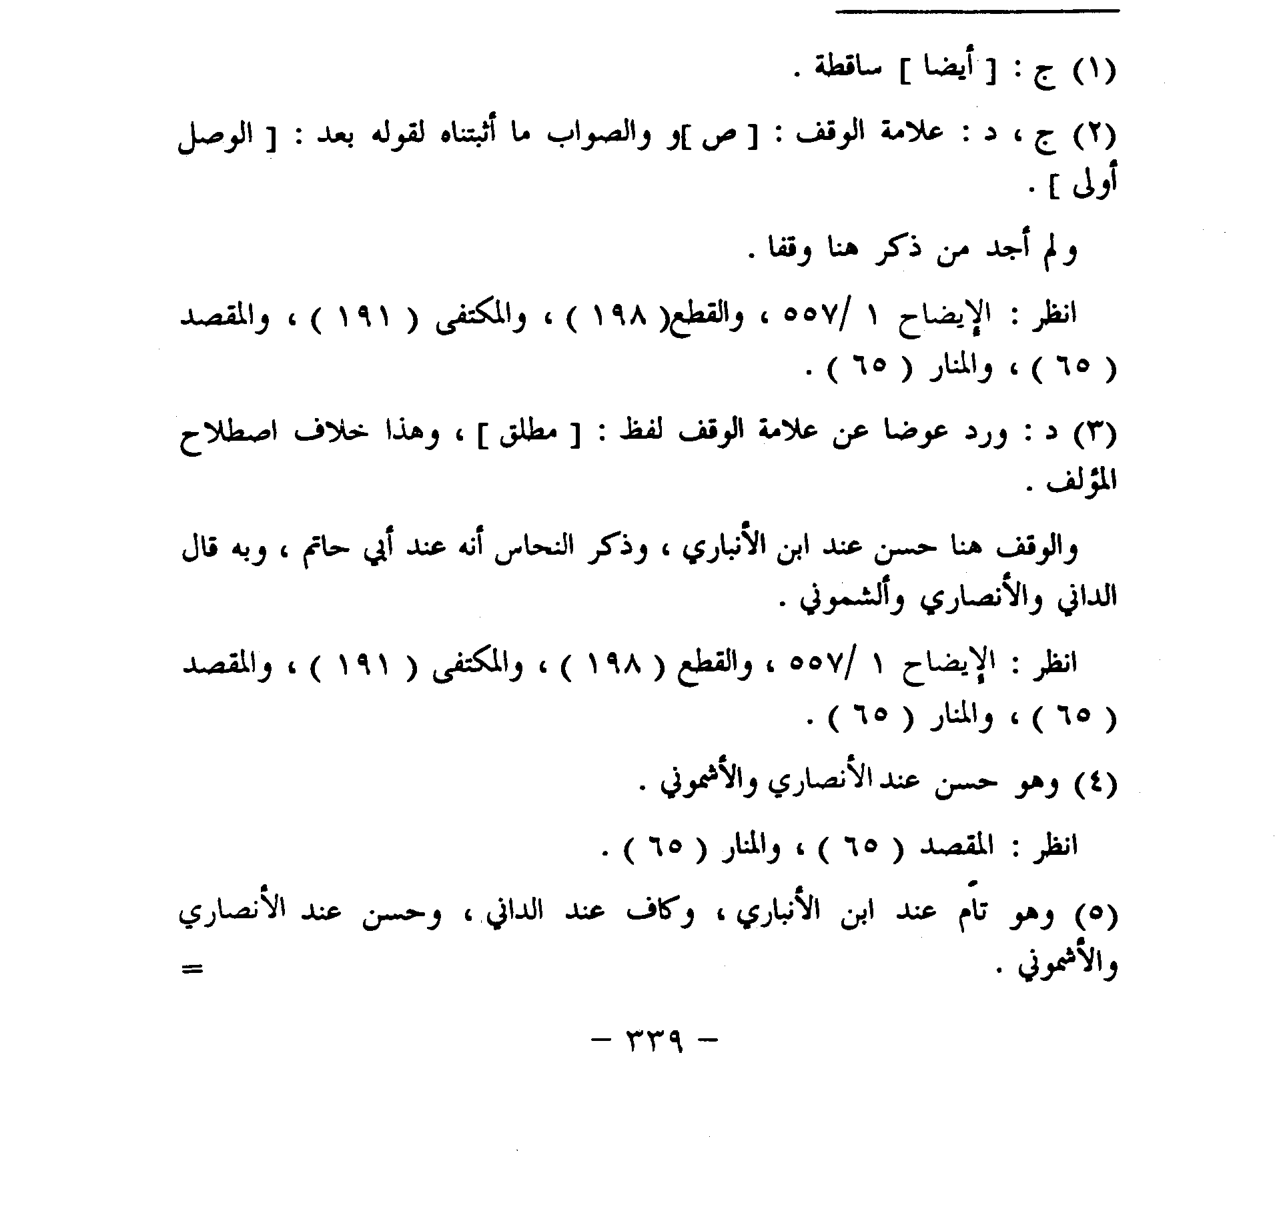 (١) ج : [ أيضا ] ساقطة .
(٢) ج ، د : علامة الوقف : [ ص ]و والصواب ما أثبتناه لقوله بعد : [ الوصل
أولى ] .
ولم أجد من ذكر هنا وقفا .
انظر : الإيضاح ١ /٥٥٧ ، والقطع( ١٩٨ ) ، والمكتفى ( ١٩١ ) ، والمقصد
( ٦٥ ) ، والمنار ( ٦٥ ) .
(٣) د : ورد عوضا عن علامة الوقف لفظ : [ مطلق ] ، وهذا خلاف اصطلاح
المؤلف .
والوقف هنا حسن عند ابن الأنباري ، وذكر النحاس أنه عند أبي حاتم ، وبه قال
الداني والأنصاري وألشموني .
انظر : الإيضاح ١ /٥٥٧ ، والقطع ( ١٩٨ ) ، والمكتفى ( ١٩١ ) ، والمقصد
( ٦٥ ) ، والمنار ( ٦٥ ) .
(٤) وهو حسن عند الأنصاري والأشموني .
انظر : المقصد ( ٦٥ ) ، والمنار ( ٦٥ ) .
(٥) وهو تامّ عند ابن الأنباري ، وكاف عند الداني ، وحسن عند الأنصاري
والأشموني . =
– ٣٣٩ –